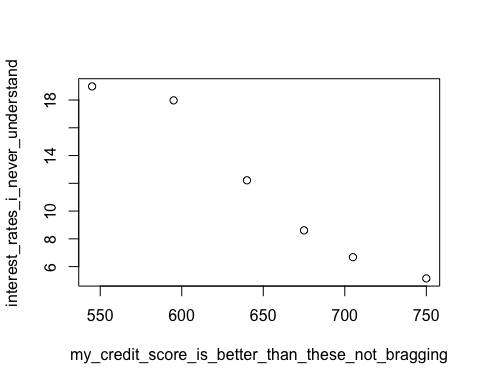 interest_rates_i_never_understand
18
14
10
8
6
550 600 650 700 750
my_credit_score_is_better_than_these_not_bragging